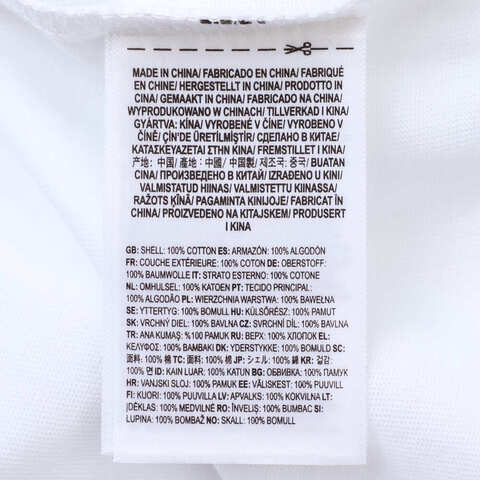 MADE IN CHINA/ FABRICADO EN CHINA/ FABRIQUÉ
EN CHINE/ HERGESTELLT IN CHINA/ PRODOTTO IN
CINA/ GEMAAKT IN CHINA/ FABRICADO NA CHINA/
WYPRODUKOWANO W CHINACH/ TILLVERKAD I KINA/
GYÁRTVA: KÍNA/ VYROBENÉ V ČÍNE/ VYROBENO V
ČÍNĚ/ ÇİN'DE ÜRETİLMİŞTİR/ СДЕЛАНО В КИТАЕ/
ΚΑΤΑΣΚΕΥΑΖΕΤΑΙ ΣΤΗΝ ΚΙΝΑ/ FREMSTILLET I KINA/
产地: 中国/ 產地: 中國/ 中国製/ 제조국: 중국/ BUATAN
CINA/ ПРОИЗВЕДЕНО В КИТАЙ/ IZRAĐENO U KINI/
VALMISTATUD HIINAS/ VALMISTETTU KIINASSA/
RAŽOTS ĶĪNĀ/ PAGAMINTA KINIJOJE/ FABRICAT ÎN
CHINA/ PROIZVEDENO NA KITAJSKEM/ PRODUSERT
I KINA
GB: SHELL: 100% COTTON ES: ARMAZÓN: 100% ALGODÓN
FR: COUCHE EXTÉRIEURE: 100% COTON DE: OBERSTOFF:
100% BAUMWOLLE IT: STRATO ESTERNO: 100% COTONE
NL: OMHULSEL: 100% KATOEN PT: TECIDO PRINCIPAL:
100% ALGODÃO PL: WIERZCHNIA WARSTWA: 100% BAWEŁNA
SE: YTTERTYG: 100% BOMULL HU: KÜLSŐRÉSZ: 100% PAMUT
SK: VRCHNÝ DIEL: 100% BAVLNA CZ: SVRCHNÍ DÍL: 100% BAVLNA
TR: ANA KUMAŞ: %100 PAMUK RU: ВЕРХ: 100% ХЛОПОК EL:
ΚΕΛΥΦΟΣ: 100% ΒΑΜΒΑΚΙ DK: YDERSTYKKE: 100% BOMULD SC:
面料: 100% 棉 TC: 面料: 100% 棉 JP: シェル: 100% 綿 KR: 겉감:
100% 면 ID: KAIN LUAR: 100% KATUN BG: ОБВИВКА: 100% ПАМУК
HR: VANJSKI SLOJ: 100% PAMUK EE: VÄLISKEST: 100% PUUVILL
FI: KUORI: 100% PUUVILLA LV: APVALKS: 100% KOKVILNA LT:
ĮDĖKLAS: 100% MEDVILNĖ RO: ÎNVELIŞ: 100% BUMBAC SI:
LUPINA: 100% BOMBAŽ NO: SKALL: 100% BOMULL